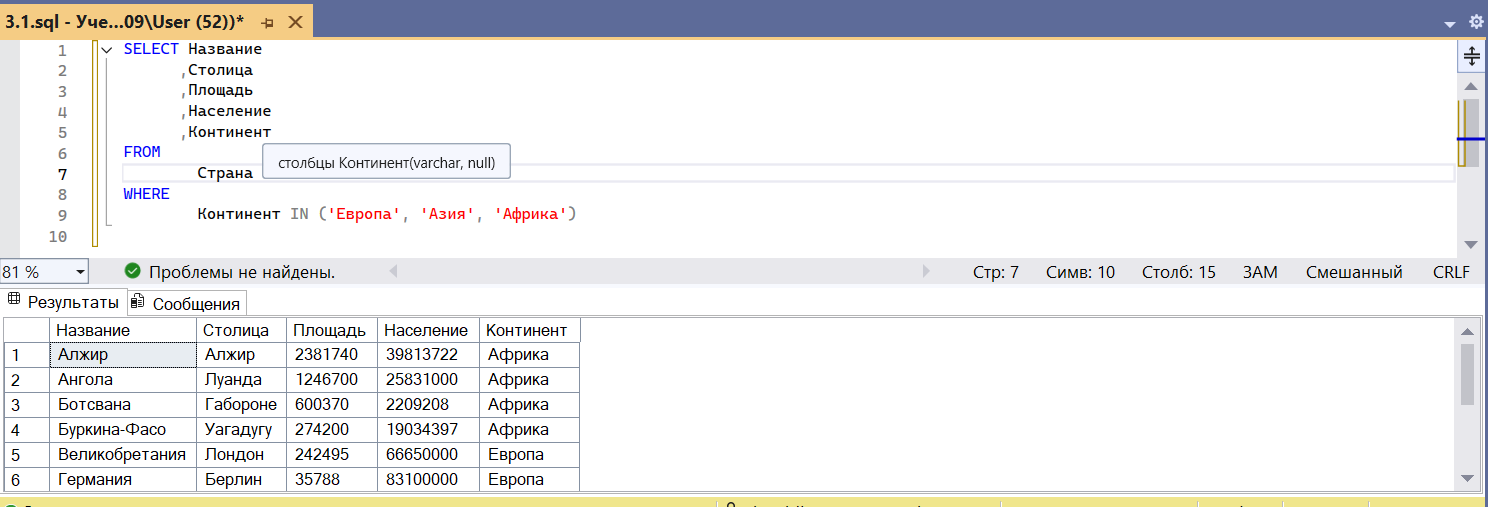 3.1.sql - Уче...09\User (52))*
1 SELECT Название
2 ,Столица
3 ,Площадь
4 ,Население
5 ,Континент
6 FROM
столбцы Континент(varchar, null)
7 Страна
8 WHERE
9 Континент IN ('Европа', 'Азия', 'Африка')
10
81 % Проблемы не найдены. Стр: 7 Симв: 10 Столб: 15 ЗАМ Смешанный CRLF
Результаты Сообщения
Название Столица Площадь Население Континент
1 Алжир Алжир 2381740 39813722 Африка
2 Ангола Луанда 1246700 25831000 Африка
3 Ботсвана Габороне 600370 2209208 Африка
4 Буркина-Фасо Уагадугу 274200 19034397 Африка
5 Великобретания Лондон 242495 66650000 Европа
6 Германия Берлин 35788 83100000 Европа